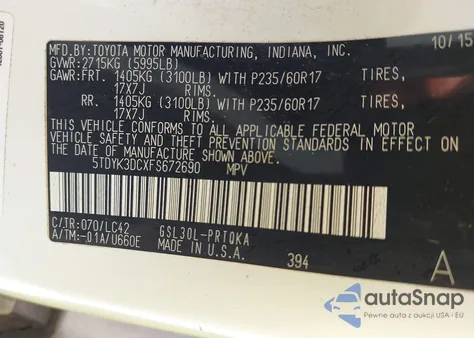 MFD.BY:TOYOTA MOTOR MANUFACTURING, INDIANA, INC. 10/15
GVWR:2715KG (5995LB)
GAWR:FRT. 1405KG (3100LB) WITH P235/60R17 TIRES,
17X7J RIMS.
RR. 1405KG (3100LB) WITH P235/60R17 TIRES,
17X7J RIMS.
THIS VEHICLE CONFORMS TO ALL APPLICABLE FEDERAL MOTOR
VEHICLE SAFETY AND THEFT PREVENTION STANDARDS IN EFFECT
ON THE DATE OF MANUFACTURE SHOWN ABOVE.
5TDYK3DCXFS672690 MPV
C/TR:070/LC42 GSL30L-PRTQKA
A/TM:-01A/U660E MADE IN U.S.A. 394 A
autoSnap
Pewne auta z dostawą z USA i EU